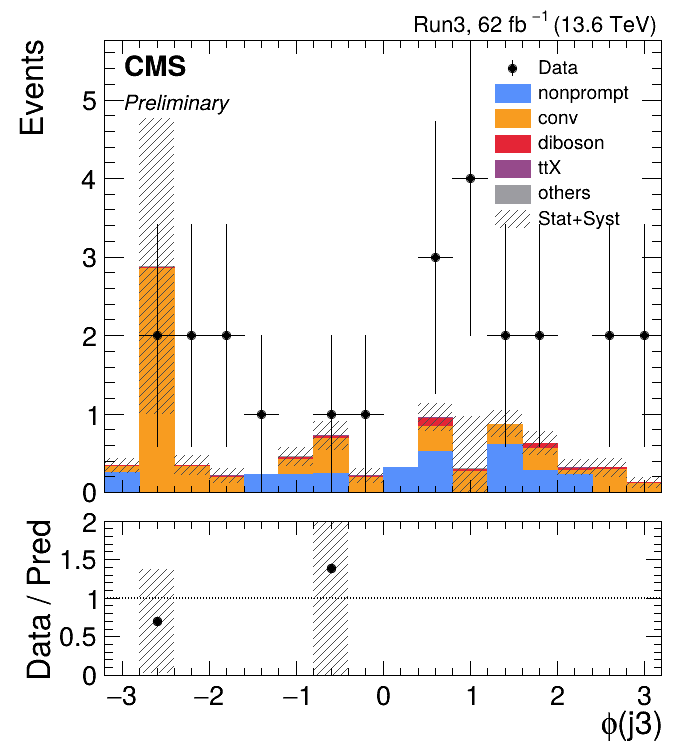 Run3, 62 fb⁻¹ (13.6 TeV)
CMS
Preliminary
Events
Data
nonprompt
conv
diboson
ttX
others
Stat+Syst
5
4
3
2
1
0
Data / Pred
2
1.5
1
0.5
0
−3 −2 −1 0 1 2 3
ϕ(j3)